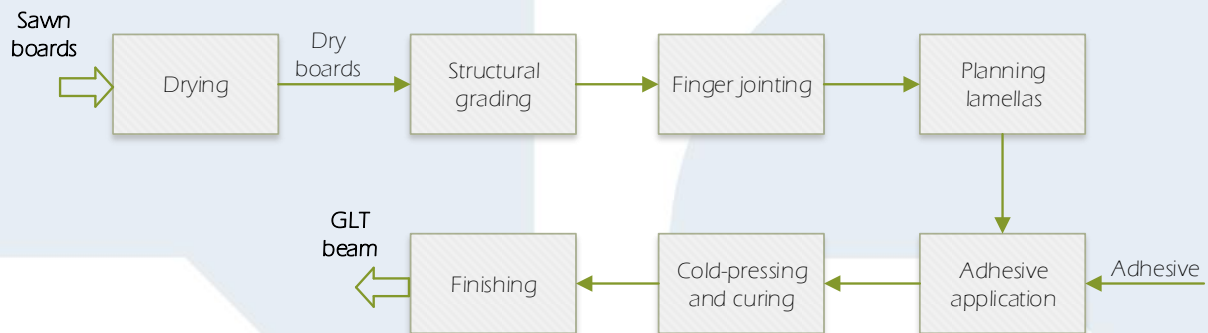 Sawn
boards
Drying
Dry
boards
Structural
grading
Finger jointing
Planning
lamellas
Adhesive
Adhesive
application
Cold-pressing
and curing
Finishing
GLT
beam